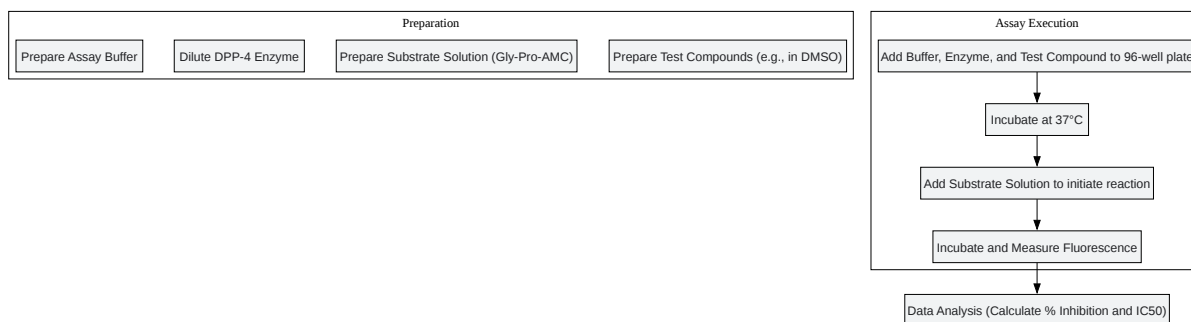 Preparation
Prepare Assay Buffer
Dilute DPP-4 Enzyme
Prepare Substrate Solution (Gly-Pro-AMC)
Prepare Test Compounds (e.g., in DMSO)
Assay Execution
Add Buffer, Enzyme, and Test Compound to 96-well plate
Incubate at 37°C
Add Substrate Solution to initiate reaction
Incubate and Measure Fluorescence
Data Analysis (Calculate % Inhibition and IC50)